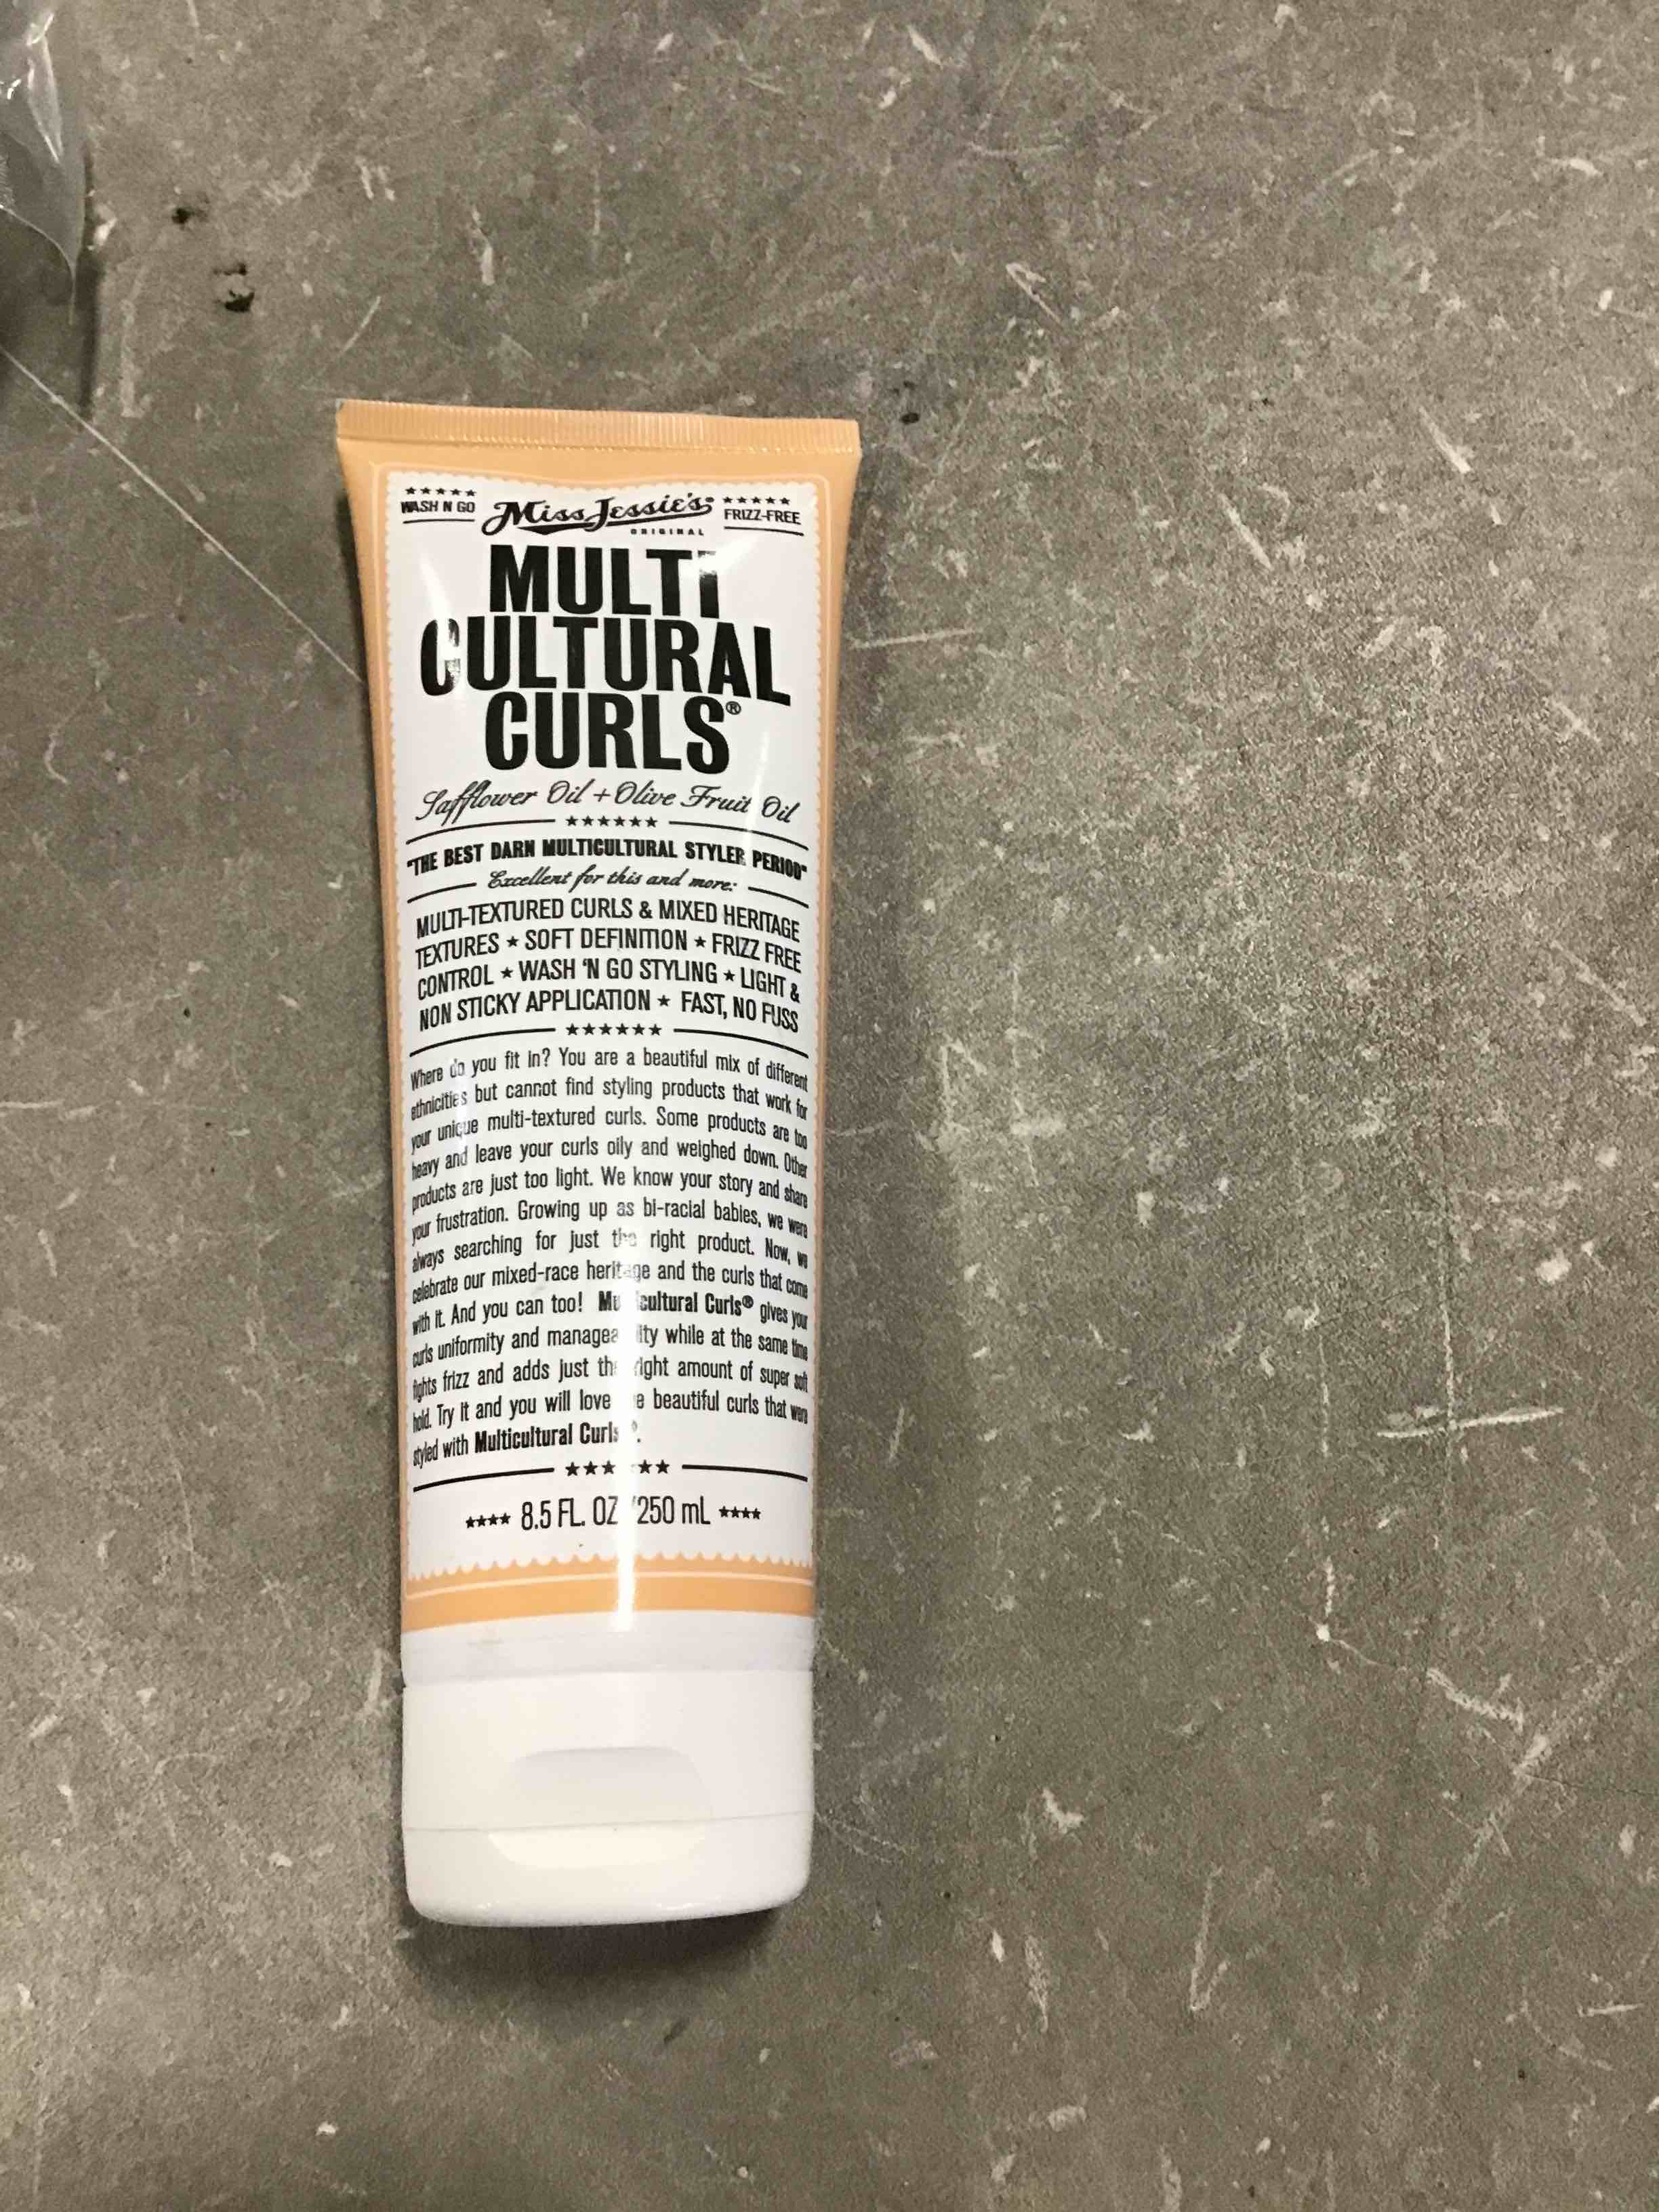 ★★★★★ ★★★★★
WASH N GO Miss Jessie's® FRIZZ-FREE
ORIGINAL
MULTI
CULTURAL
CURLS®
Safflower Oil + Olive Fruit Oil
★★★★★★
"THE BEST DARN MULTICULTURAL STYLER PERIOD"
Excellent for this and more:
MULTI-TEXTURED CURLS & MIXED HERITAGE
TEXTURES ★ SOFT DEFINITION ★ FRIZZ FREE
CONTROL ★ WASH 'N GO STYLING ★ LIGHT &
NON STICKY APPLICATION ★ FAST, NO FUSS
★★★★★★
Where do you fit in? You are a beautiful mix of different
ethnicities but cannot find styling products that work for
your unique multi-textured curls. Some products are too
heavy and leave your curls oily and weighed down. Other
products are just too light. We know your story and share
your frustration. Growing up as bi-racial babies, we were
always searching for just the right product. Now, we
celebrate our mixed-race heritage and the curls that come
with it. And you can too! Multicultural Curls® gives your
curls uniformity and manageability while at the same time
fights frizz and adds just the right amount of super soft
hold. Try it and you will love the beautiful curls that were
styled with Multicultural Curls®.
★★★★★★
★★★★ 8.5 FL. OZ/250 mL ★★★★